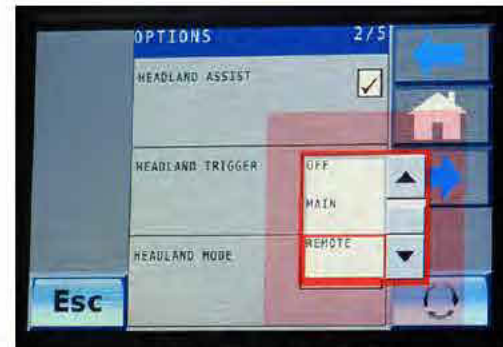 OPTIONS 2/5
HEADLAND ASSIST
HEADLAND TRIGGER
OFF
MAIN
REMOTE
HEADLAND MODE
Esc